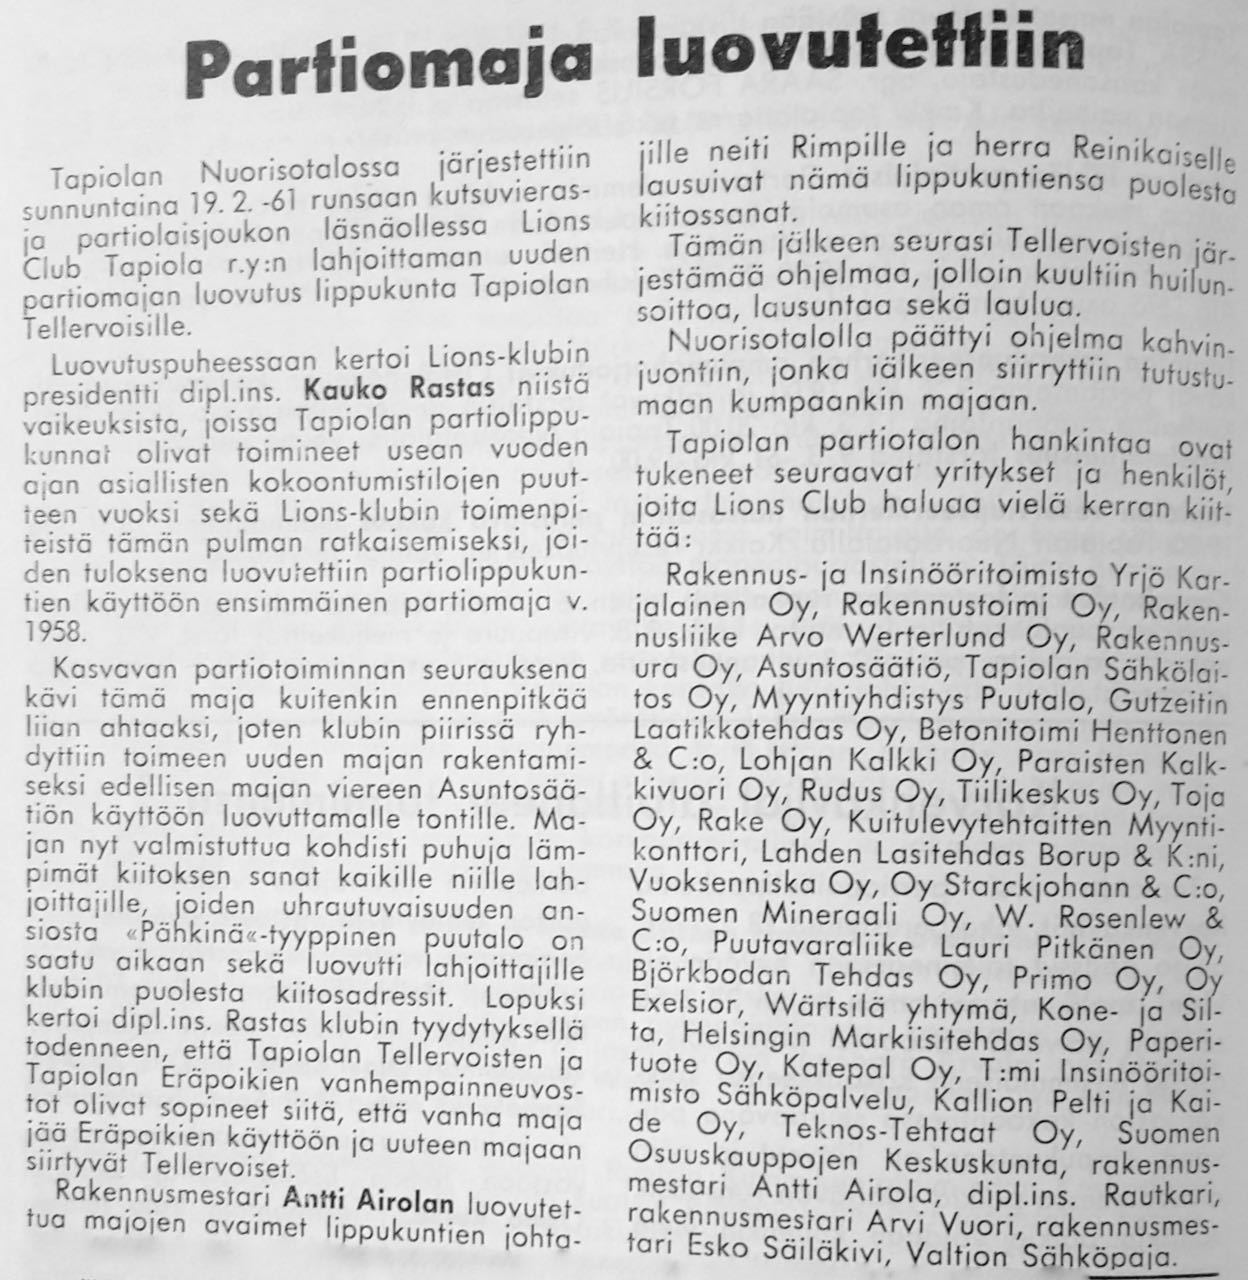 Partiomaja luovutettiin
Tapiolan Nuorisotalossa järjestettiin
sunnuntaina 19. 2. -61 runsaan kutsuvieras-
ja partiolaisjoukon läsnäollessa Lions
Club Tapiola r.y:n lahjoittaman uuden
partiomajan luovutus lippukunta Tapiolan
Tellervoisille.
Luovutuspuheessaan kertoi Lions-klubin
presidentti dipl.ins. Kauko Rastas niistä
vaikeuksista, joissa Tapiolan partiolippu-
kunnat olivat toimineet usean vuoden
ajan asiallisten kokoontumistilojen puut-
teen vuoksi sekä Lions-klubin toimenpi-
teistä tämän pulman ratkaisemiseksi, joi-
den tuloksena luovutettiin partiolippukun-
tien käyttöön ensimmäinen partiomaja v.
1958.
Kasvavan partiotoiminnan seurauksena
kävi tämä maja kuitenkin ennenpitkää
liian ahtaaksi, joten klubin piirissä ryh-
dyttiin toimeen uuden majan rakentami-
seksi edellisen majan viereen Asuntosää-
tiön käyttöön luovuttamalle tontille. Ma-
jan nyt valmistuttua kohdisti puhuja läm-
pimät kiitoksen sanat kaikille niille lah-
joittajille, joiden uhrautuvaisuuden an-
siosta «Pähkinä«-tyyppinen puutalo on
saatu aikaan sekä luovutti lahjoittajille
klubin puolesta kiitosadressit. Lopuksi
kertoi dipl.ins. Rastas klubin tyydytyksellä
todenneen, että Tapiolan Tellervoisten ja
Tapiolan Eräpoikien vanhempainneuvos-
tot olivat sopineet siitä, että vanha maja
jää Eräpoikien käyttöön ja uuteen majaan
siirtyvät Tellervoiset.
Rakennusmestari Antti Airolan luovutet-
tua majojen avaimet lippukuntien johta-
jille neiti Rimpille ja herra Reinikaiselle
lausuivat nämä lippukuntiensa puolesta
kiitossanat.
Tämän jälkeen seurasi Tellervoisten jär-
jestämää ohjelmaa, jolloin kuultiin huilun-
soittoa, lausuntaa sekä laulua.
Nuorisotalolla päättyi ohjelma kahvin-
juontiin, jonka iälkeen siirryttiin tutustu-
maan kumpaankin majaan.
Tapiolan partiotalon hankintaa ovat
tukeneet seuraavat yritykset ja henkilöt,
joita Lions Club haluaa vielä kerran kiit-
tää:
Rakennus- ja Insinööritoimisto Yrjö Kar-
jalainen Oy, Rakennustoimi Oy, Raken-
nusliike Arvo Werterlund Oy, Rakennus-
ura Oy, Asuntosäätiö, Tapiolan Sähkölai-
tos Oy, Myyntiyhdistys Puutalo, Gutzeitin
Laatikkotehdas Oy, Betonitoimi Henttonen
& C:o, Lohjan Kalkki Oy, Paraisten Kalk-
kivuori Oy, Rudus Oy, Tiilikeskus Oy, Toja
Oy, Rake Oy, Kuitulevytehtaitten Myynti-
konttori, Lahden Lasitehdas Borup & K:ni,
Vuoksenniska Oy, Oy Starckjohann & C:o,
Suomen Mineraali Oy, W. Rosenlew &
C:o, Puutavaraliike Lauri Pitkänen Oy,
Björkbodan Tehdas Oy, Primo Oy, Oy
Exelsior, Wärtsilä yhtymä, Kone- ja Sil-
ta, Helsingin Markiisitehdas Oy, Paperi-
tuote Oy, Katepal Oy, T:mi Insinööritoi-
misto Sähköpalvelu, Kallion Pelti ja Kai-
de Oy, Teknos-Tehtaat Oy, Suomen
Osuuskauppojen Keskuskunta, rakennus-
mestari Antti Airola, dipl.ins. Rautkari,
rakennusmestari Arvi Vuori, rakennusmes-
tari Esko Säiläkivi, Valtion Sähköpaja.